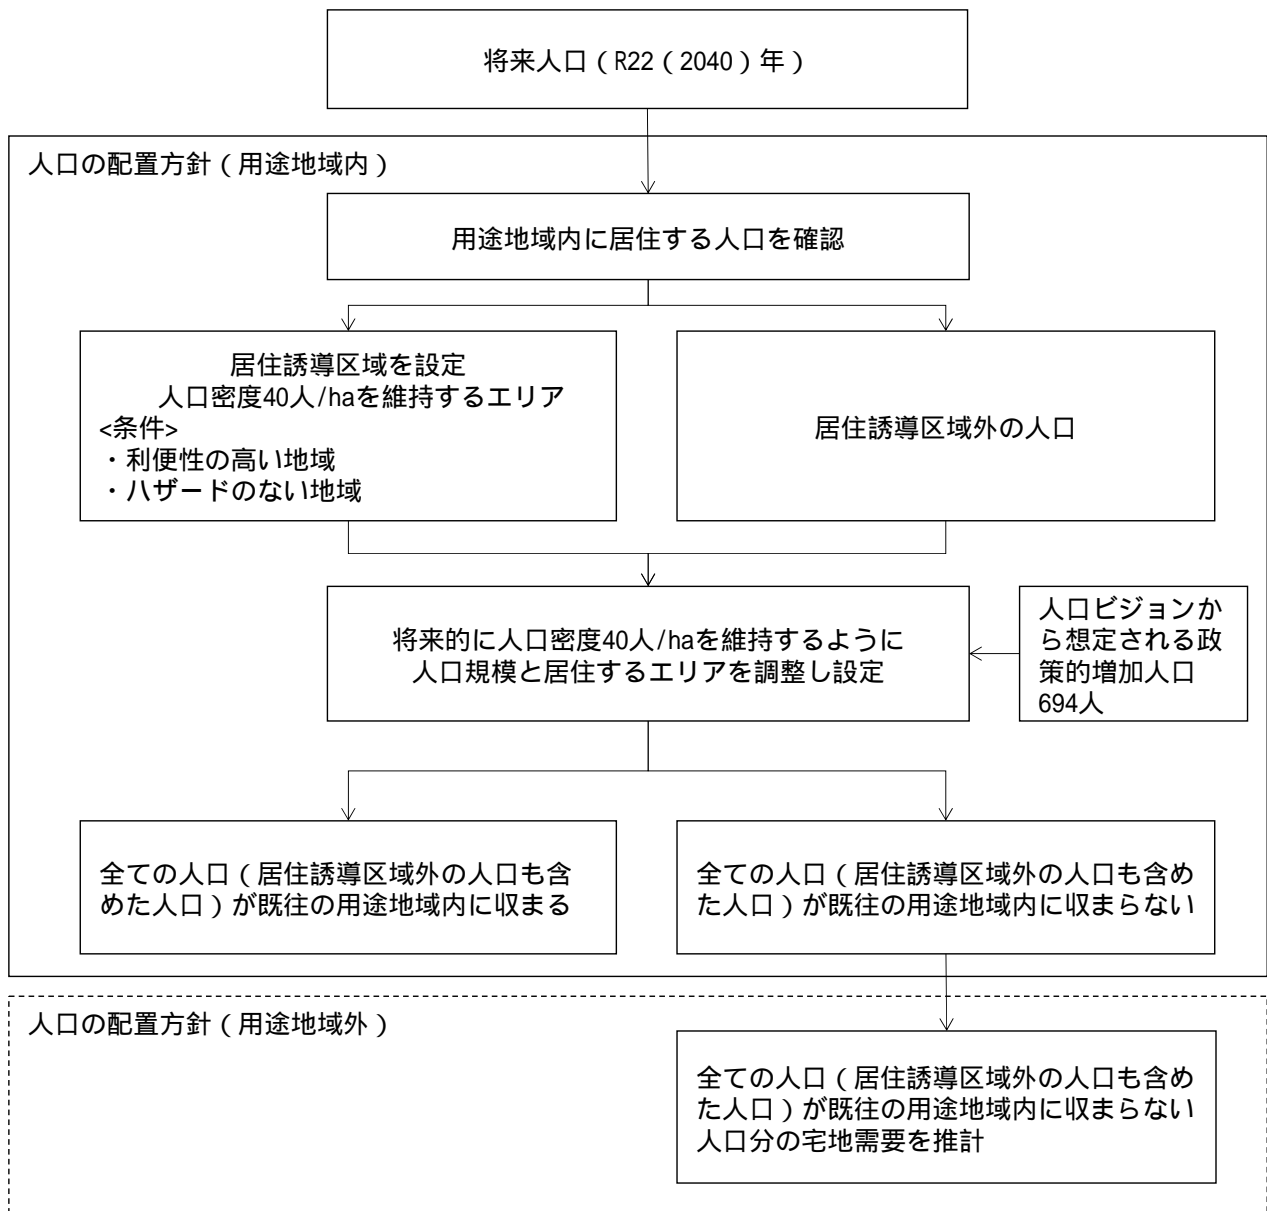 将来人口（R22（2040）年）
人口の配置方針（用途地域内）
用途地域内に居住する人口を確認
居住誘導区域を設定
人口密度40人/haを維持するエリア
<条件>
・利便性の高い地域
・ハザードのない地域
居住誘導区域外の人口
将来的に人口密度40人/haを維持するように
人口規模と居住するエリアを調整し設定
人口ビジョンか
ら想定される政
策的増加人口
694人
全ての人口（居住誘導区域外の人口も含
めた人口）が既往の用途地域内に収まる
全ての人口（居住誘導区域外の人口も含め
た人口）が既往の用途地域内に収まらない
人口の配置方針（用途地域外）
全ての人口（居住誘導区域外の人口も含め
た人口）が既往の用途地域内に収まらない
人口分の宅地需要を推計